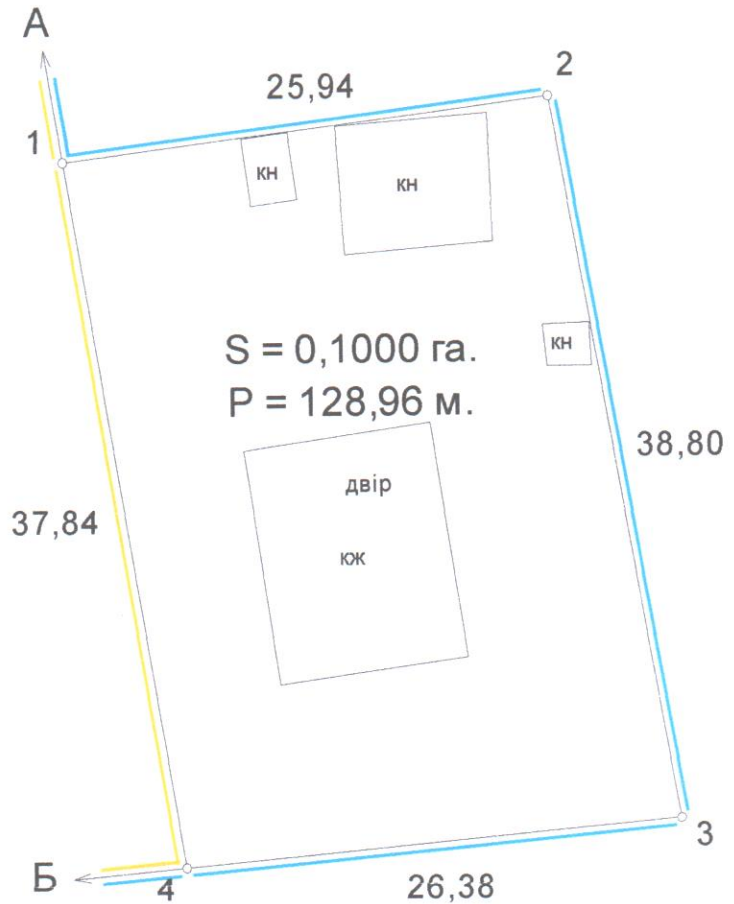 А
25,94
2
1
кн
кн
S = 0,1000 га.
кн
P = 128,96 м.
38,80
двір
37,84
кж
3
Б
4
26,38